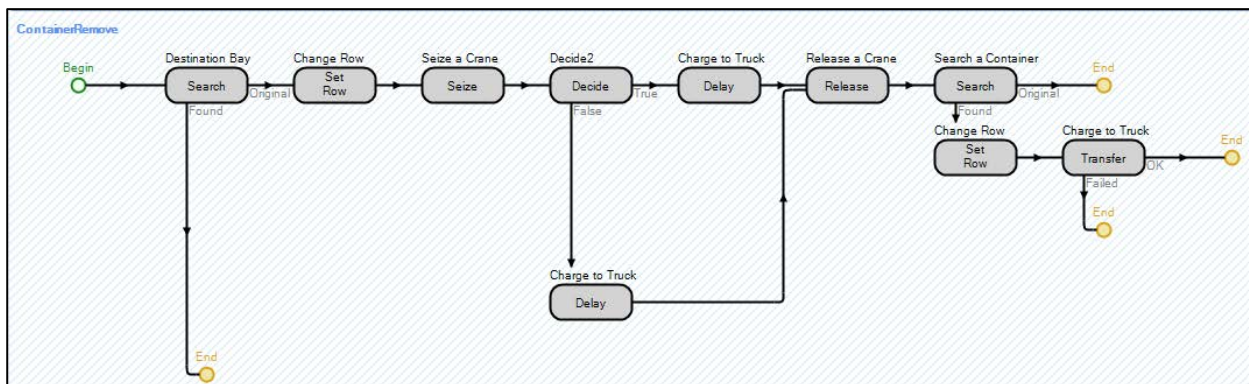 ContainerRemove
Begin
Destination Bay
Search
Original
Found
End
Change Row
Set
Row
Seize a Crane
Seize
Decide2
Decide
True
False
Charge to Truck
Delay
Charge to Truck
Delay
Release a Crane
Release
Search a Container
Search
Original
Found
End
Change Row
Set
Row
Charge to Truck
Transfer
OK
Failed
End
End